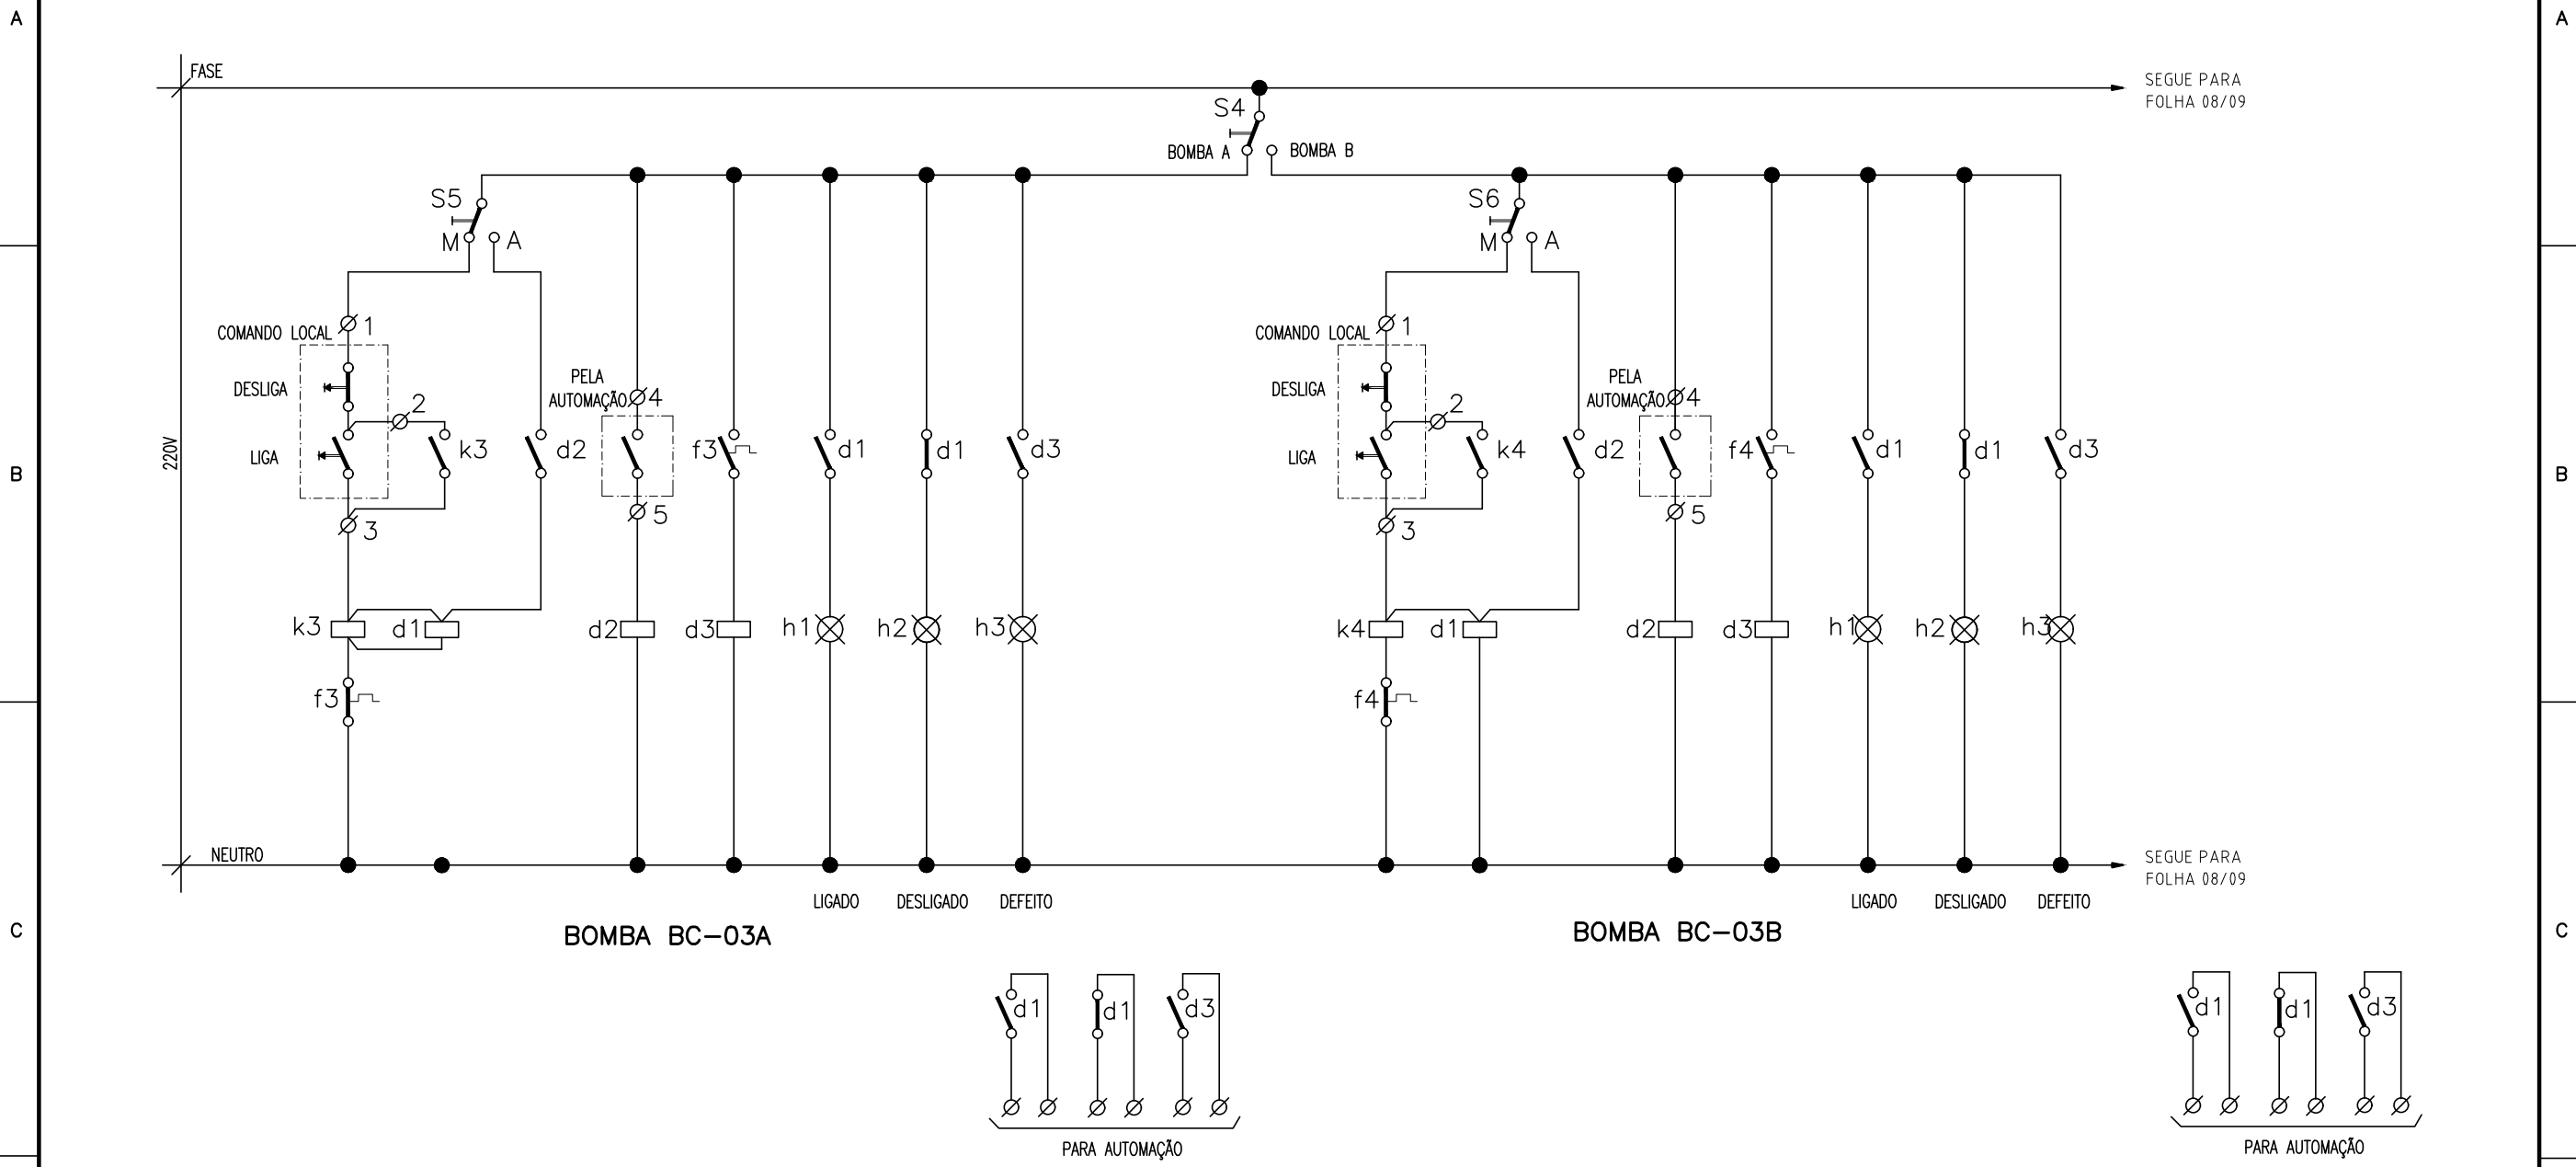 A
A
FASE
SEGUE PARA
FOLHA 08/09
S4
BOMBA A
BOMBA B
S5
M
A
S6
M
A
COMANDO LOCAL
1
DESLIGA
2
LIGA
k3
3
d2
PELA
AUTOMAÇÃO
4
5
f3
d1
d1
d3
COMANDO LOCAL
1
DESLIGA
2
LIGA
k4
3
d2
PELA
AUTOMAÇÃO
4
5
f4
d1
d1
d3
220V
B
B
k3
d1
d2
d3
h1
h2
h3
k4
d1
d2
d3
h1
h2
h3
f3
f4
NEUTRO
SEGUE PARA
FOLHA 08/09
LIGADO
DESLIGADO
DEFEITO
LIGADO
DESLIGADO
DEFEITO
BOMBA BC-03A
BOMBA BC-03B
C
C
d1
d1
d3
PARA AUTOMAÇÃO
d1
d1
d3
PARA AUTOMAÇÃO